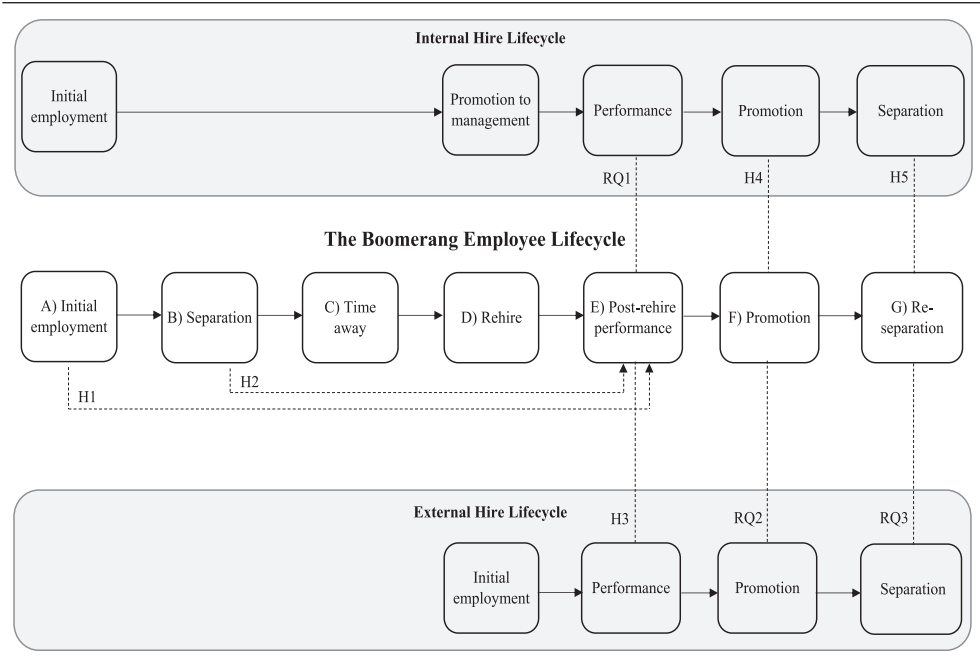 Internal Hire Lifecycle
Initial
employment
Promotion to
management
Performance
Promotion
Separation
RQ1
H4
H5
The Boomerang Employee Lifecycle
A) Initial
employment
B) Separation
C) Time
away
D) Rehire
E) Post-rehire
performance
F) Promotion
G) Re-
separation
H2
H1
External Hire Lifecycle
H3
RQ2
RQ3
Initial
employment
Performance
Promotion
Separation